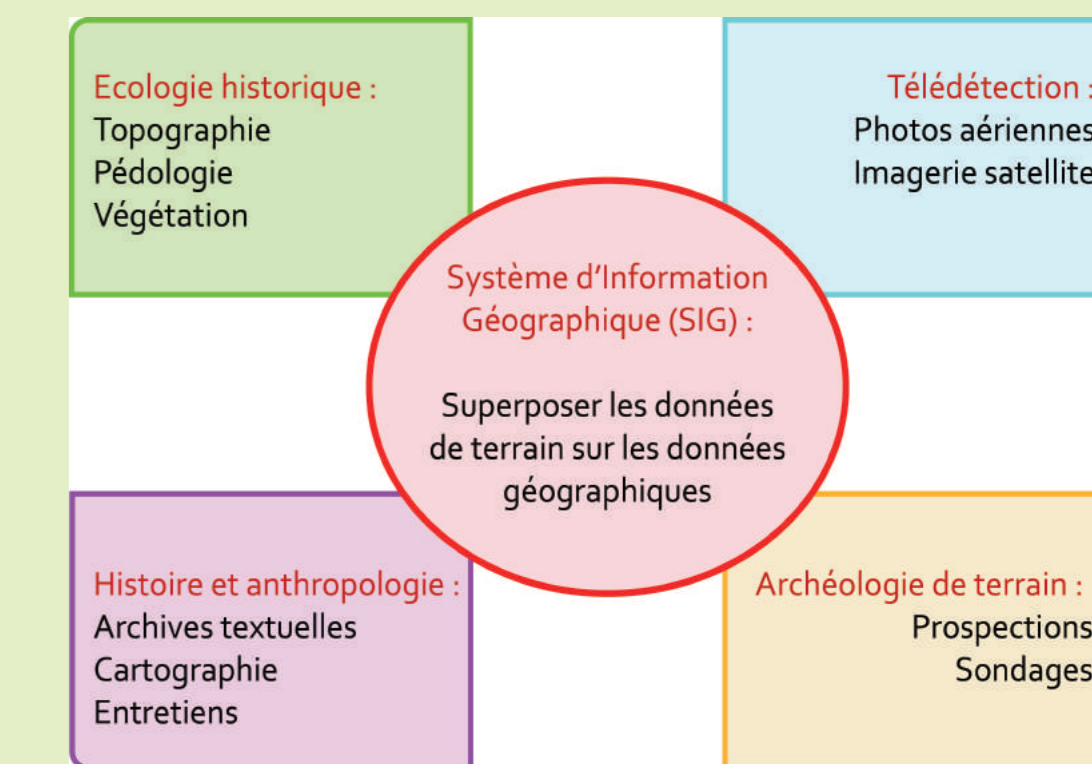 Ecologie historique :
Topographie
Pédologie
Végétation
Télédétection :
Photos aériennes
Imagerie satellite
Système d'Information
Géographique (SIG) :
Superposer les données
de terrain sur les données
géographiques
Histoire et anthropologie :
Archives textuelles
Cartographie
Entretiens
Archéologie de terrain :
Prospections
Sondages